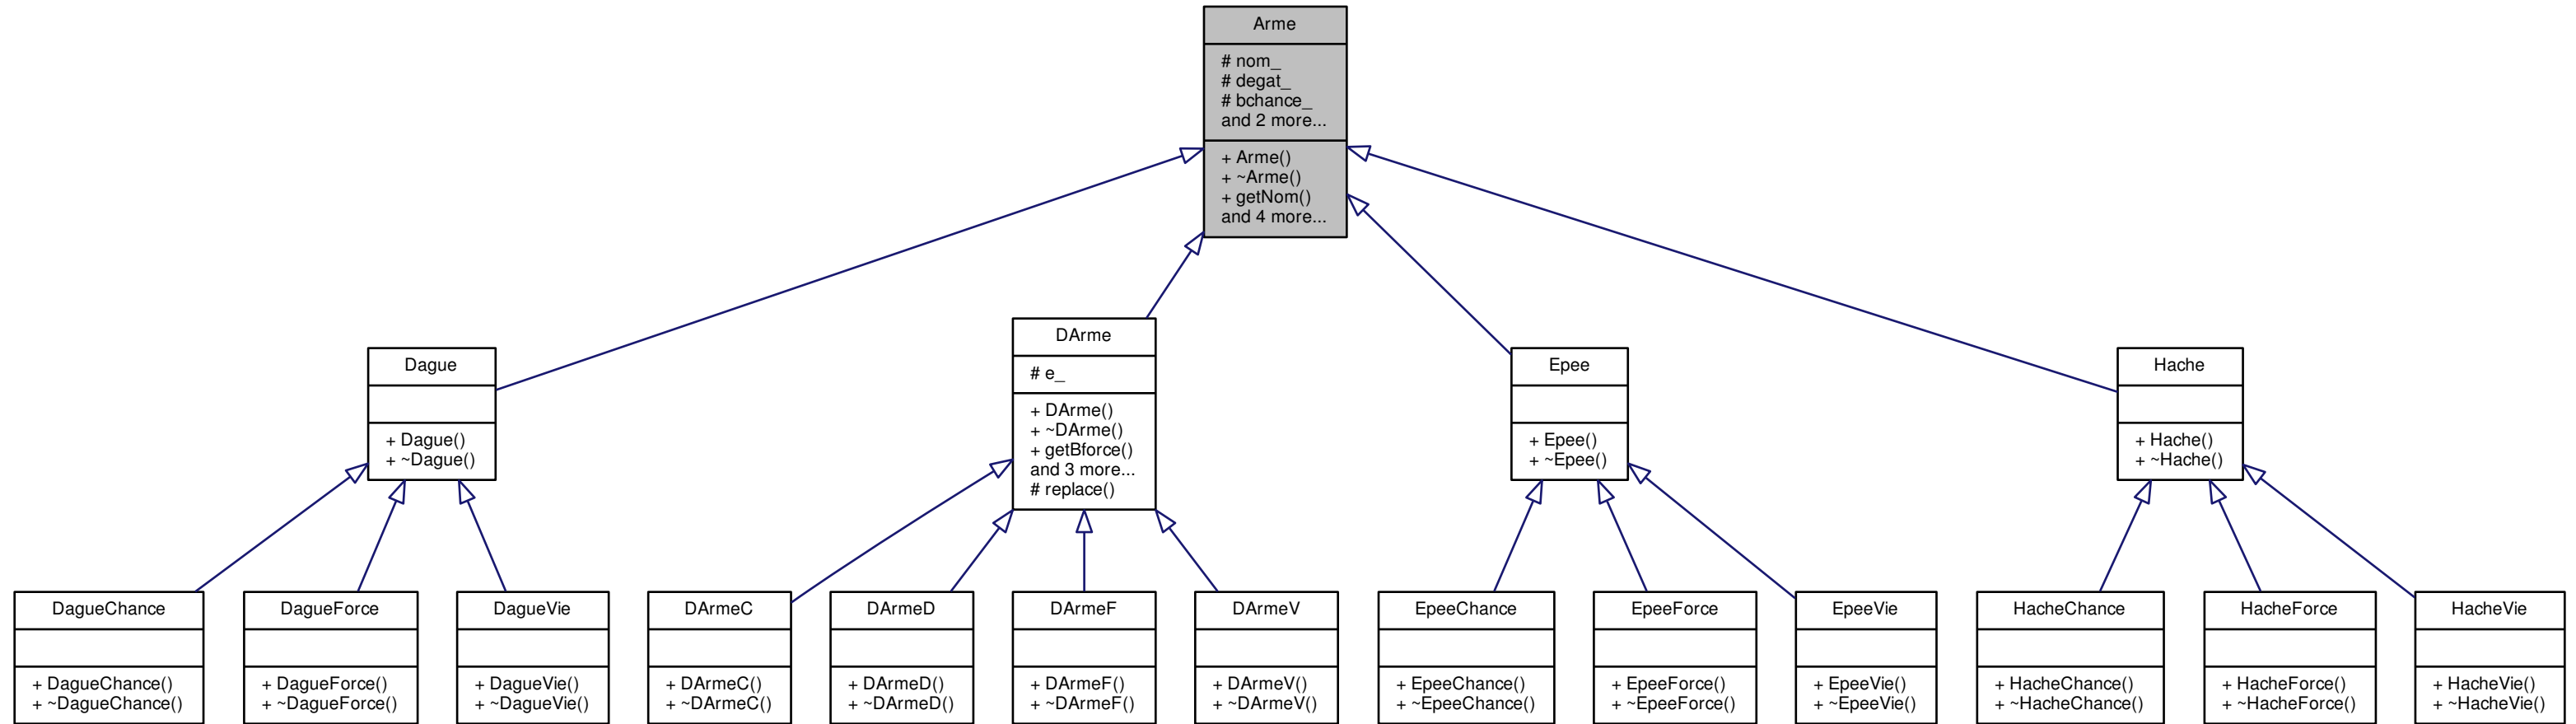 Arme
# nom_
# degat_
# bchance_
and 2 more...
+ Arme()
+ ~Arme()
+ getNom()
and 4 more...
Dague
+ Dague()
+ ~Dague()
DArme
# e_
+ DArme()
+ ~DArme()
+ getBforce()
and 3 more...
# replace()
Epee
+ Epee()
+ ~Epee()
Hache
+ Hache()
+ ~Hache()
DagueChance
+ DagueChance()
+ ~DagueChance()
DagueForce
+ DagueForce()
+ ~DagueForce()
DagueVie
+ DagueVie()
+ ~DagueVie()
DArmeC
+ DArmeC()
+ ~DArmeC()
DArmeD
+ DArmeD()
+ ~DArmeD()
DArmeF
+ DArmeF()
+ ~DArmeF()
DArmeV
+ DArmeV()
+ ~DArmeV()
EpeeChance
+ EpeeChance()
+ ~EpeeChance()
EpeeForce
+ EpeeForce()
+ ~EpeeForce()
EpeeVie
+ EpeeVie()
+ ~EpeeVie()
HacheChance
+ HacheChance()
+ ~HacheChance()
HacheForce
+ HacheForce()
+ ~HacheForce()
HacheVie
+ HacheVie()
+ ~HacheVie()